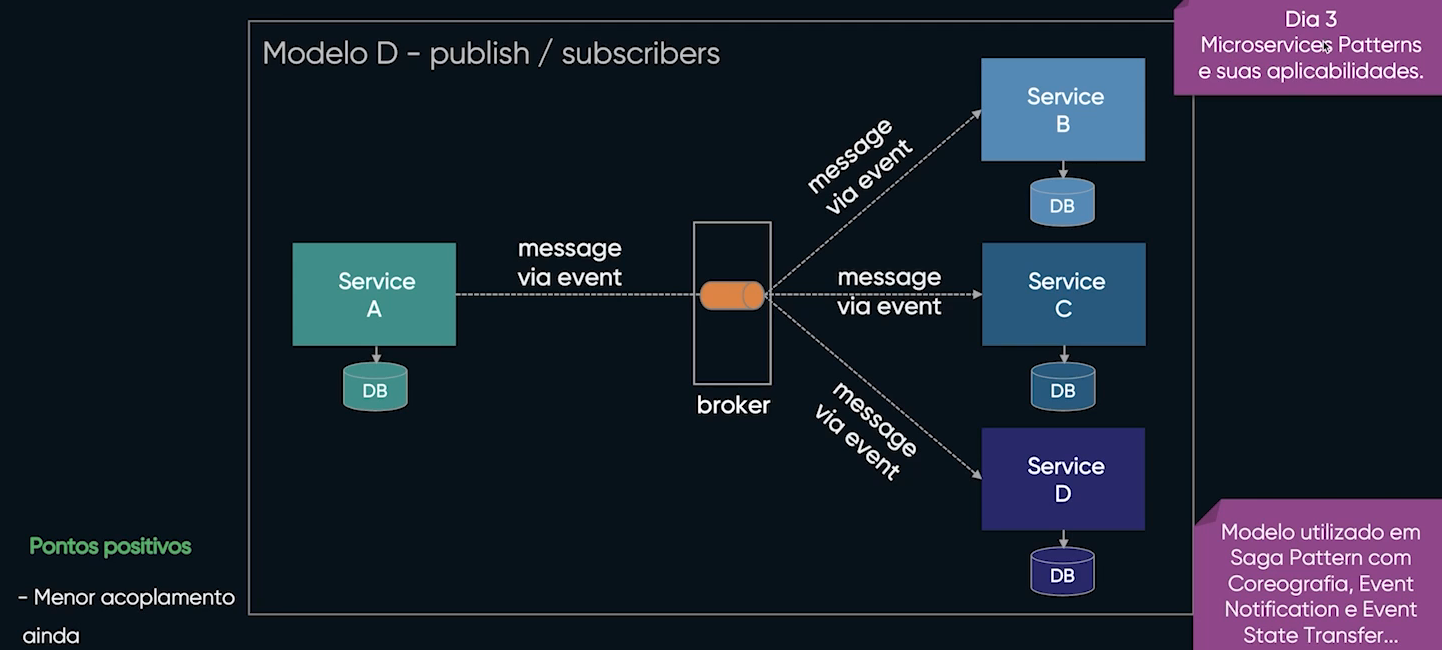 Dia 3
Microservices Patterns
e suas aplicabilidades.
Modelo D - publish / subscribers
Service
B
DB
message
via event
message
via event
Service
A
DB
broker
message
via event
Service
C
DB
message
via event
Service
D
DB
Pontos positivos
- Menor acoplamento
ainda
Modelo utilizado em
Saga Pattern com
Coreografia, Event
Notification e Event
State Transfer...